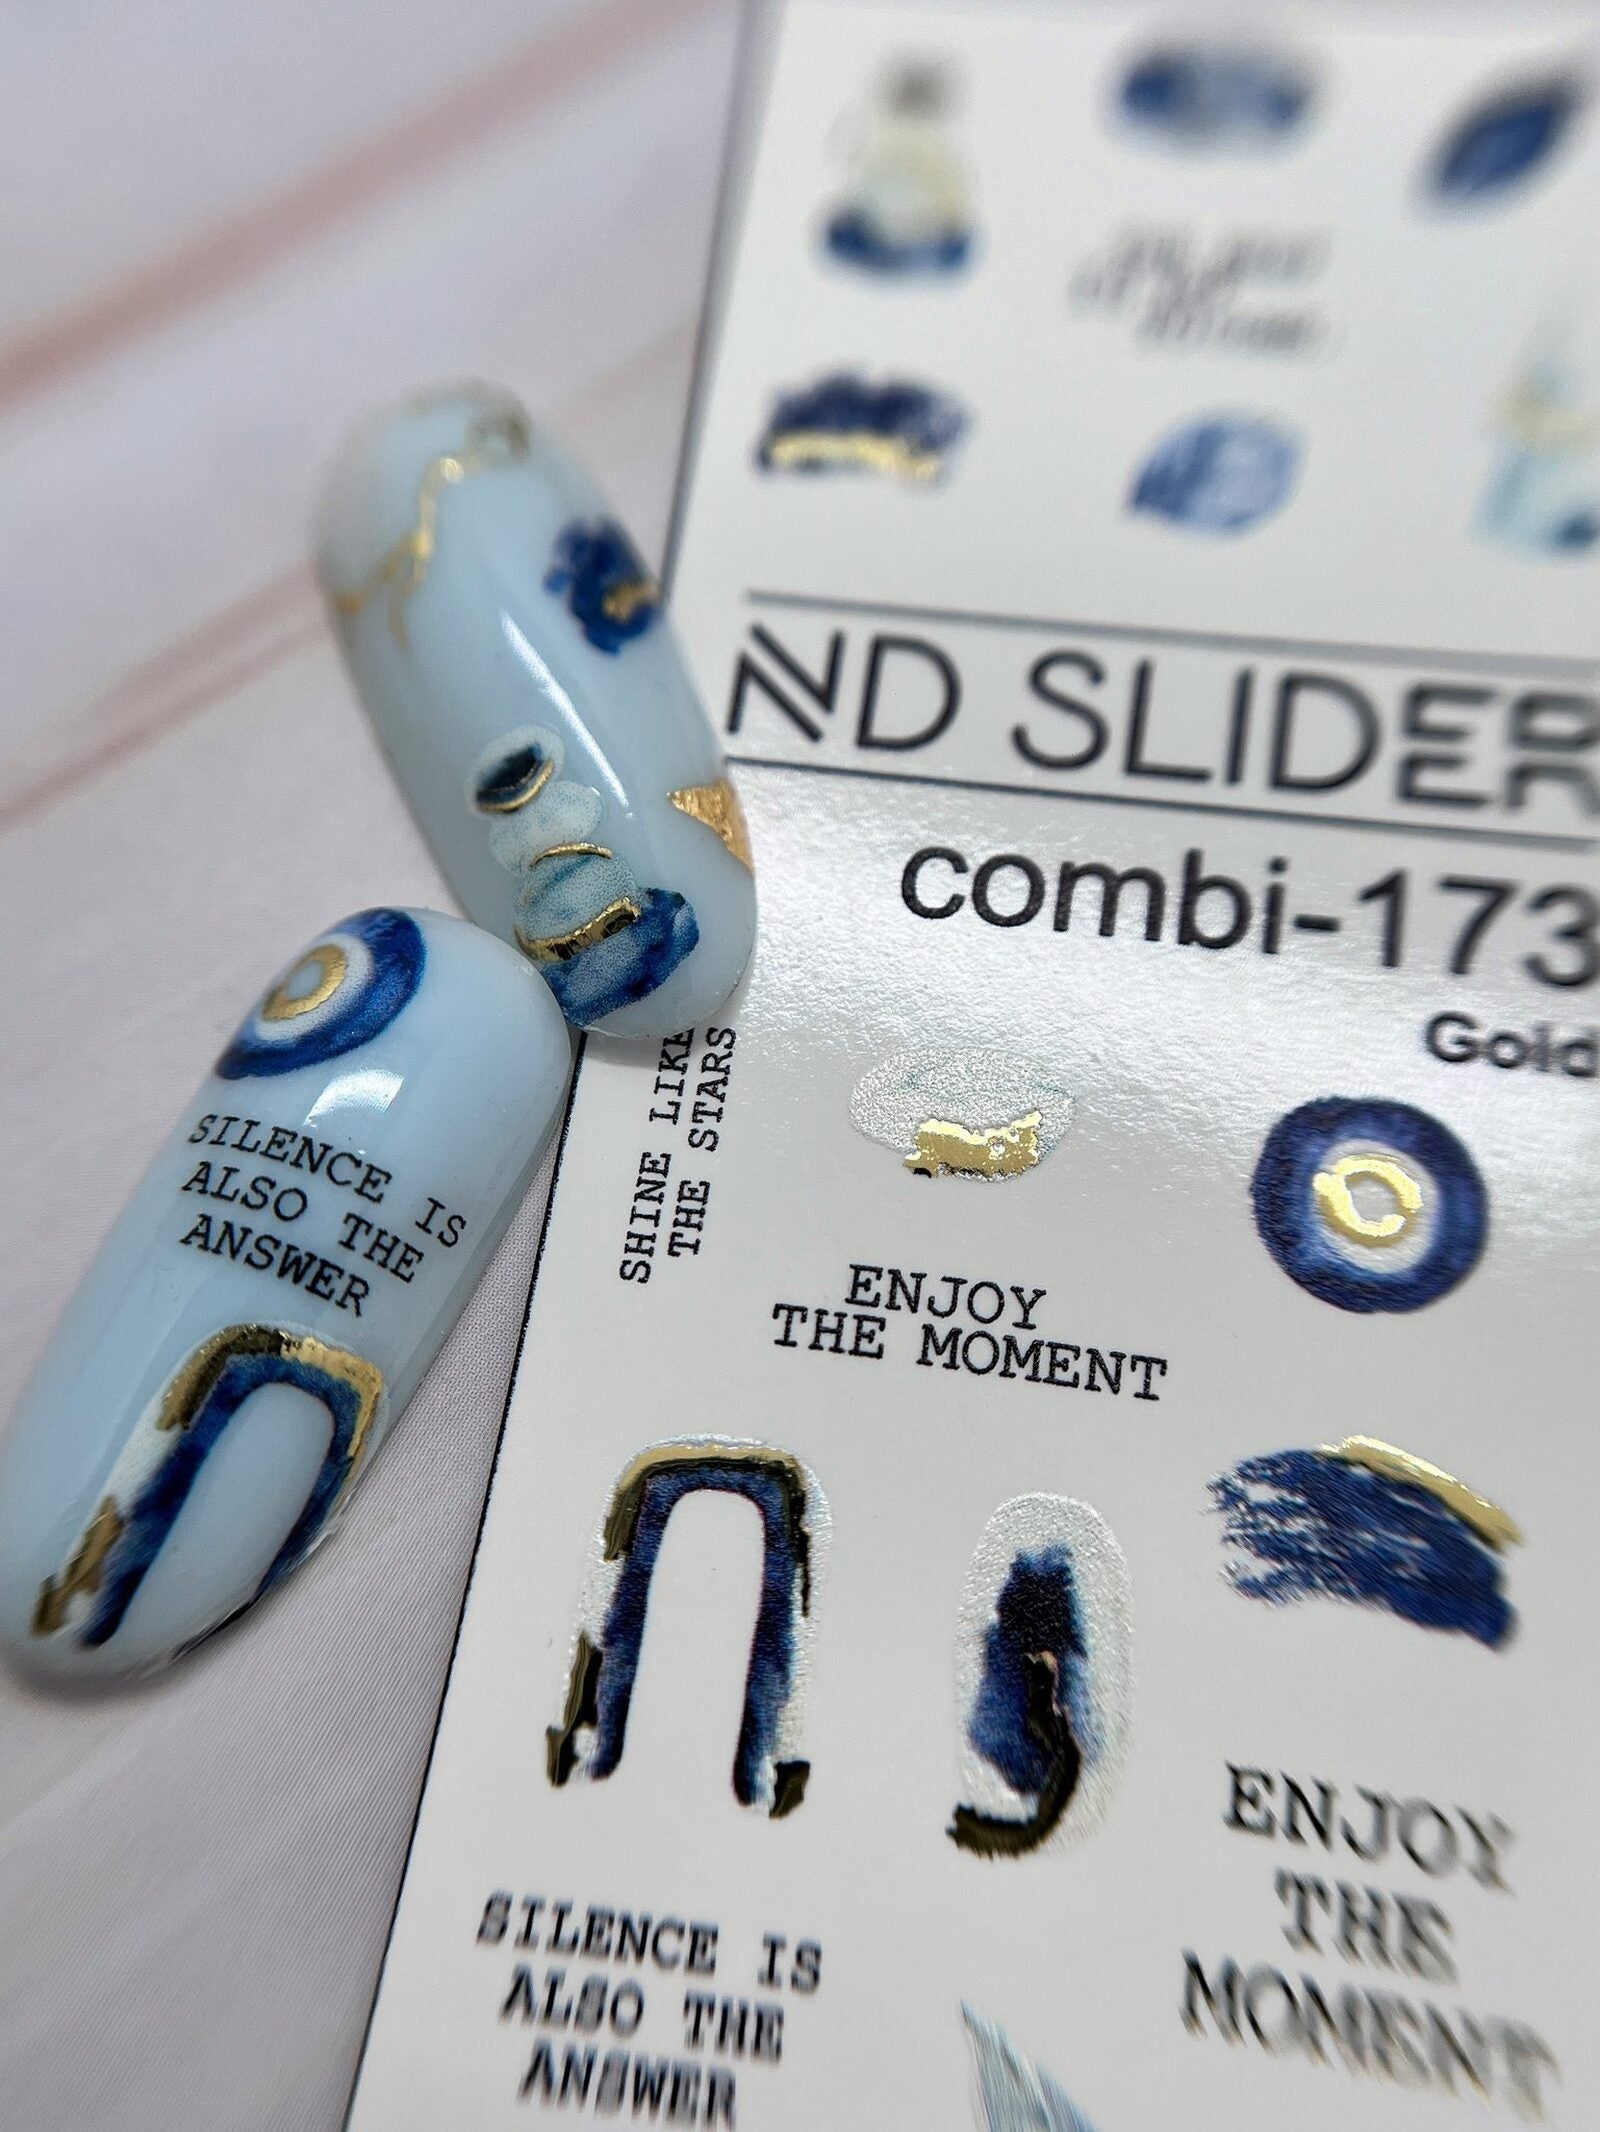 ND SLIDER
combi-173
Gold
SHINE LIKE
THE STARS
ENJOY
THE MOMENT
SILENCE IS
ALSO THE
ANSWER
ENJOY
THE
MOMENT
SILENCE IS
ALSO THE
ANSWER